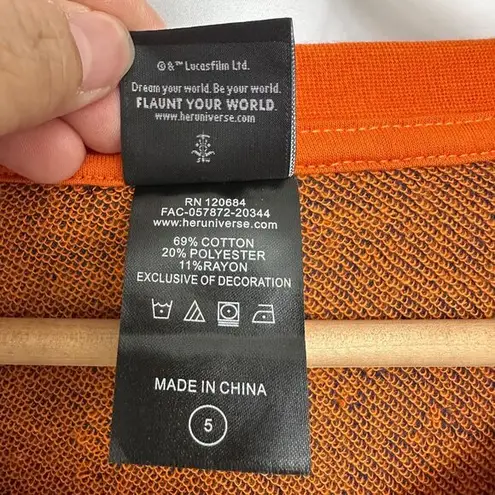 ©&™ Lucasfilm Ltd.
Dream your world. Be your world.
FLAUNT YOUR WORLD
www.heruniverse.com
RN 120684
FAC-057872-20344
www.heruniverse.com
69% COTTON
20% POLYESTER
11%RAYON
EXCLUSIVE OF DECORATION
MADE IN CHINA
5